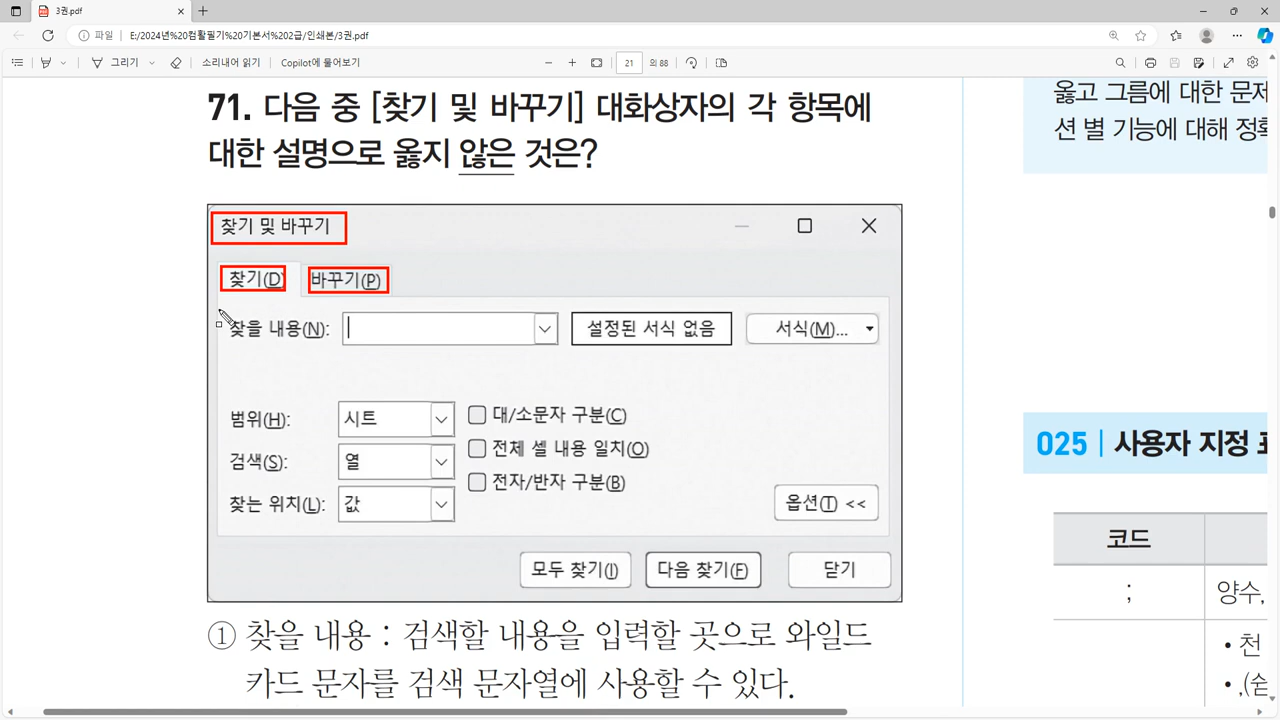 3권.pdf
파일 E:/2024년%20컴활필기%20기본서%202급/인쇄본/3권.pdf
그리기 소리내어 읽기 Copilot에 물어보기 21 의 88
71. 다음 중 [찾기 및 바꾸기] 대화상자의 각 항목에
대한 설명으로 옳지 않은 것은?
찾기 및 바꾸기
찾기(D) 바꾸기(P)
찾을 내용(N): 설정된 서식 없음 서식(M)...
범위(H): 시트 대/소문자 구분(C)
전체 셀 내용 일치(O)
검색(S): 열
전자/반자 구분(B)
찾는 위치(L): 값 옵션(T) <<
모두 찾기(I) 다음 찾기(F) 닫기
① 찾을 내용 : 검색할 내용을 입력할 곳으로 와일드
카드 문자를 검색 문자열에 사용할 수 있다.
옳고 그름에 대한 문제
션 별 기능에 대해
025 사용자 지정
코드
; 양수,
• 천